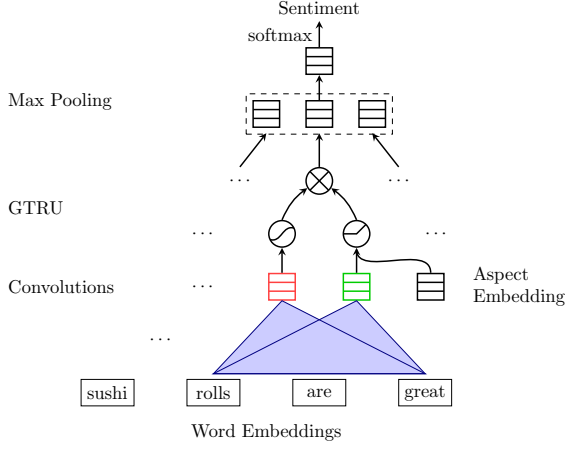 Sentiment
softmax
Max Pooling
... ...
GTRU
... ...
Convolutions ... Aspect
Embedding
...
sushi rolls are great
Word Embeddings